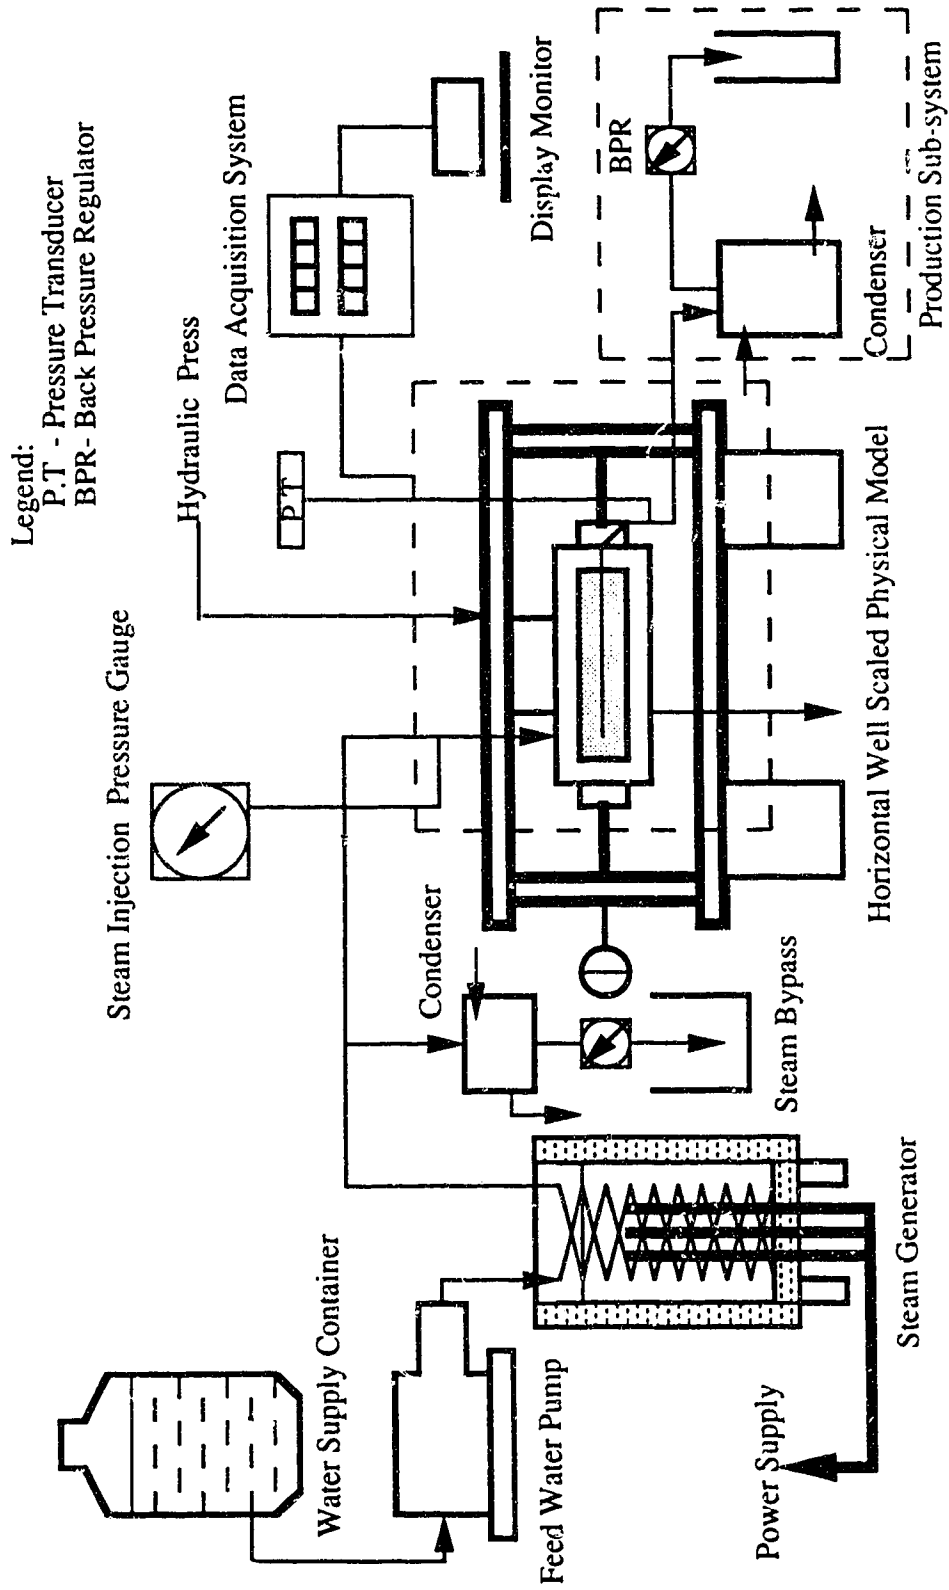 Legend:
P.T - Pressure Transducer
BPR- Back Pressure Regulator
Steam Injection Pressure Gauge
Hydraulic Press
P.T
Data Acquisition System
Display Monitor
Water Supply Container
Feed Water Pump
Condenser
Steam Bypass
Steam Generator
Power Supply
BPR
Condenser
Production Sub-system
Horizontal Well Scaled Physical Model